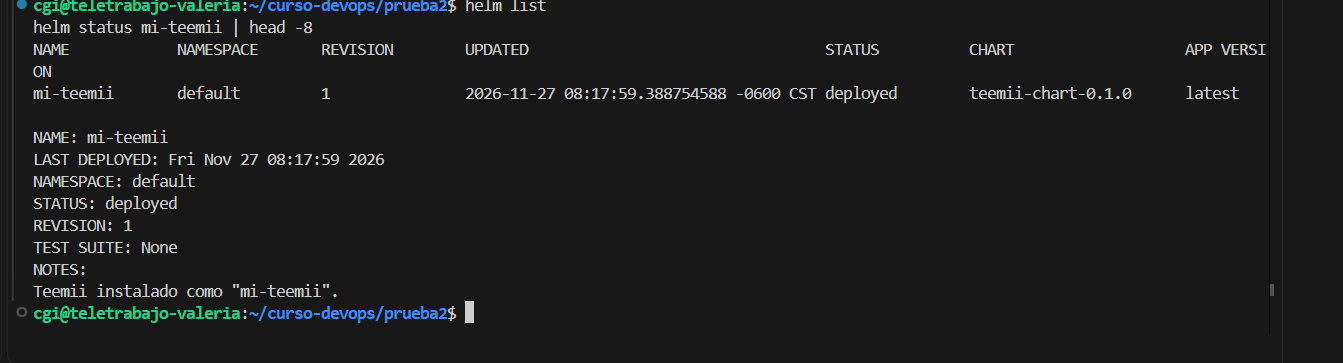 cgi@teletrabajo-valeria:~/curso-devops/prueba2$ helm list
helm status mi-teemii | head -8
NAME NAMESPACE REVISION UPDATED STATUS CHART APP VERSI
ON
mi-teemii default 1 2026-11-27 08:17:59.388754588 -0600 CST deployed teemii-chart-0.1.0 latest
NAME: mi-teemii
LAST DEPLOYED: Fri Nov 27 08:17:59 2026
NAMESPACE: default
STATUS: deployed
REVISION: 1
TEST SUITE: None
NOTES:
Teemii instalado como "mi-teemii".
cgi@teletrabajo-valeria:~/curso-devops/prueba2$